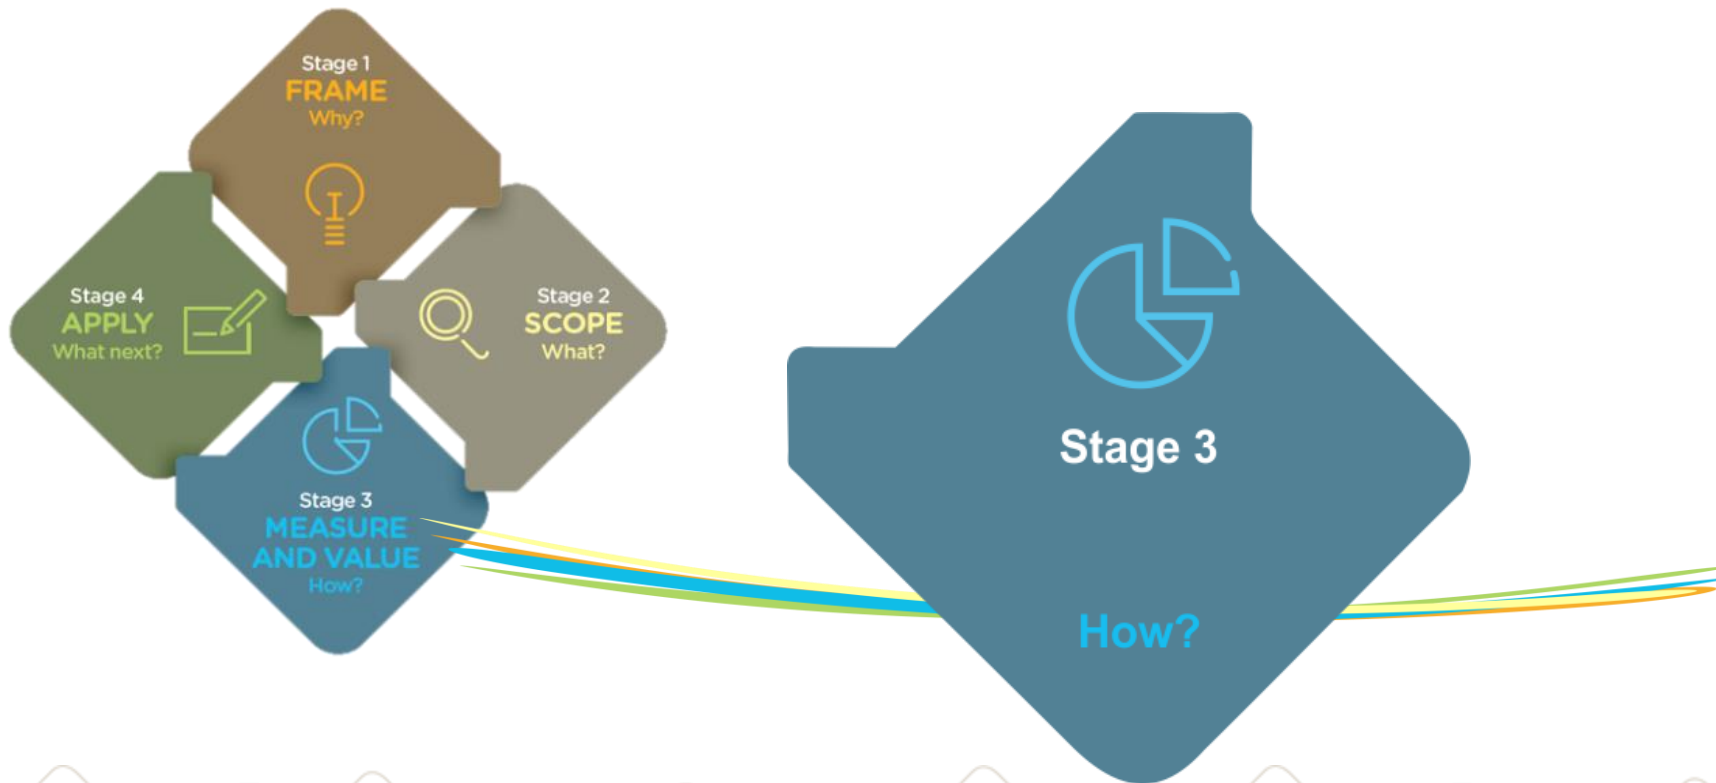 Stage 1
FRAME
Why?
Stage 2
SCOPE
What?
Stage 3
MEASURE
AND VALUE
How?
Stage 4
APPLY
What next?
Stage 3
How?